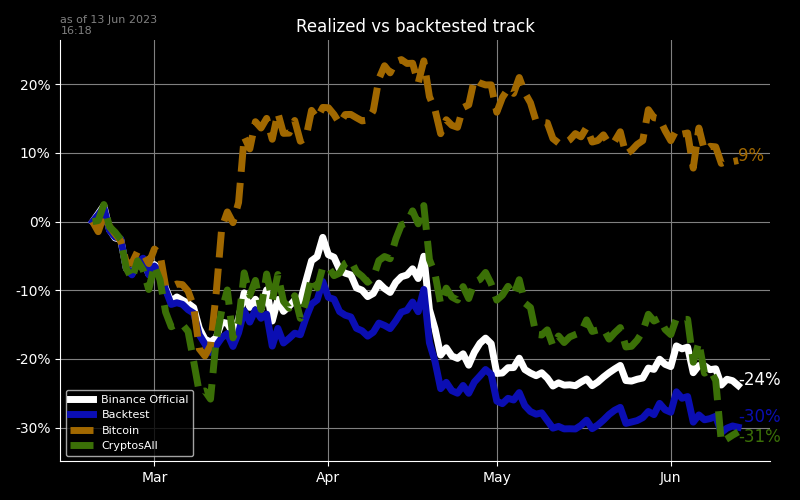 as of 13 Jun 2023
16:18
Realized vs backtested track
20%
10%
0%
-10%
-20%
-30%
9%
-24%
-30%
-31%
Binance Official
Backtest
Bitcoin
CryptosAll
Mar
Apr
May
Jun